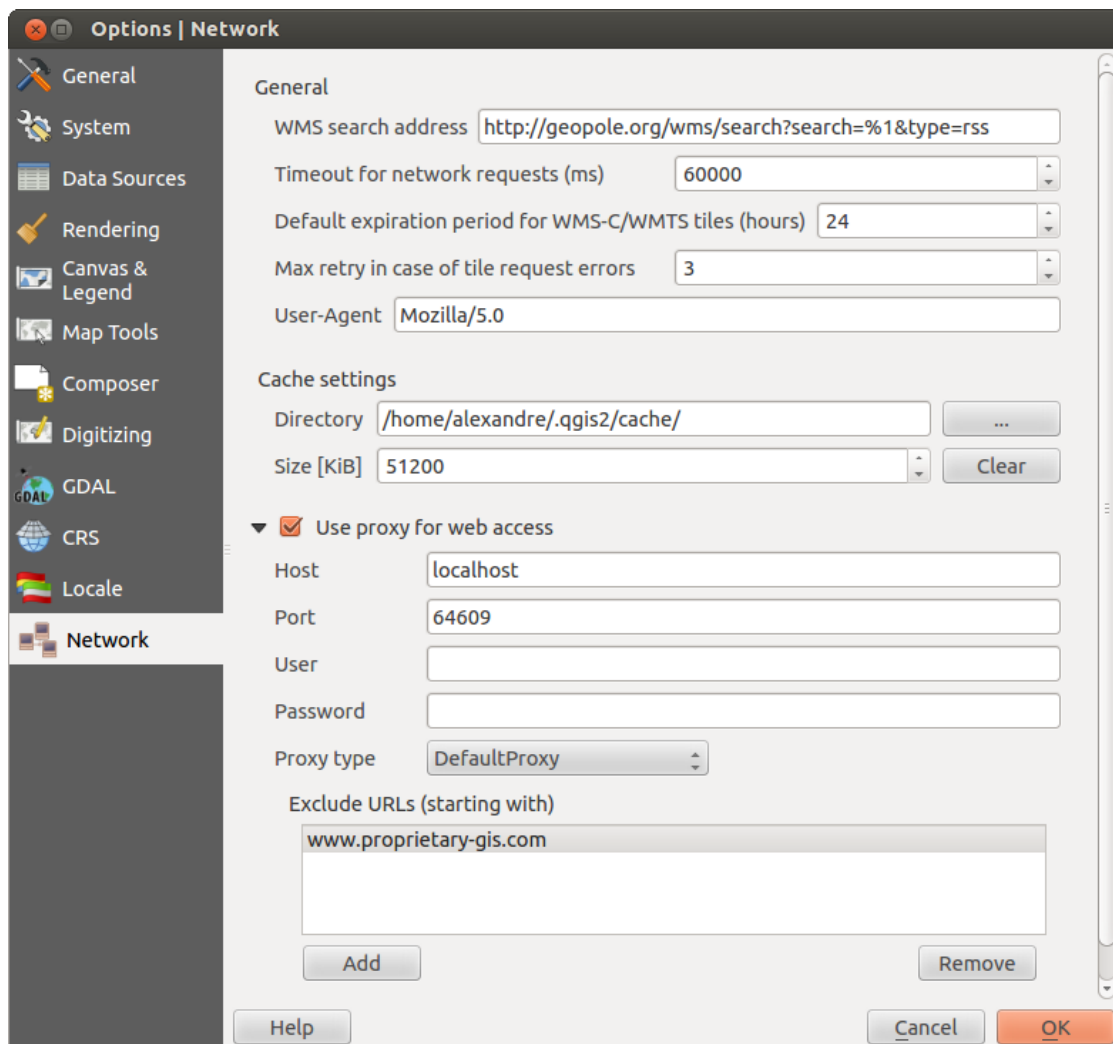 Options | Network
General
System
Data Sources
Rendering
Canvas &
Legend
Map Tools
Composer
Digitizing
GDAL
GDAL
CRS
Locale
Network
General
WMS search address http://geopole.org/wms/search?search=%1&type=rss
Timeout for network requests (ms) 60000
Default expiration period for WMS-C/WMTS tiles (hours) 24
Max retry in case of tile request errors 3
User-Agent Mozilla/5.0
Cache settings
Directory /home/alexandre/.qgis2/cache/ ...
Size [KiB] 51200 Clear
Use proxy for web access
Host localhost
Port 64609
User
Password
Proxy type DefaultProxy
Exclude URLs (starting with)
www.proprietary-gis.com
Add Remove
Help Cancel OK